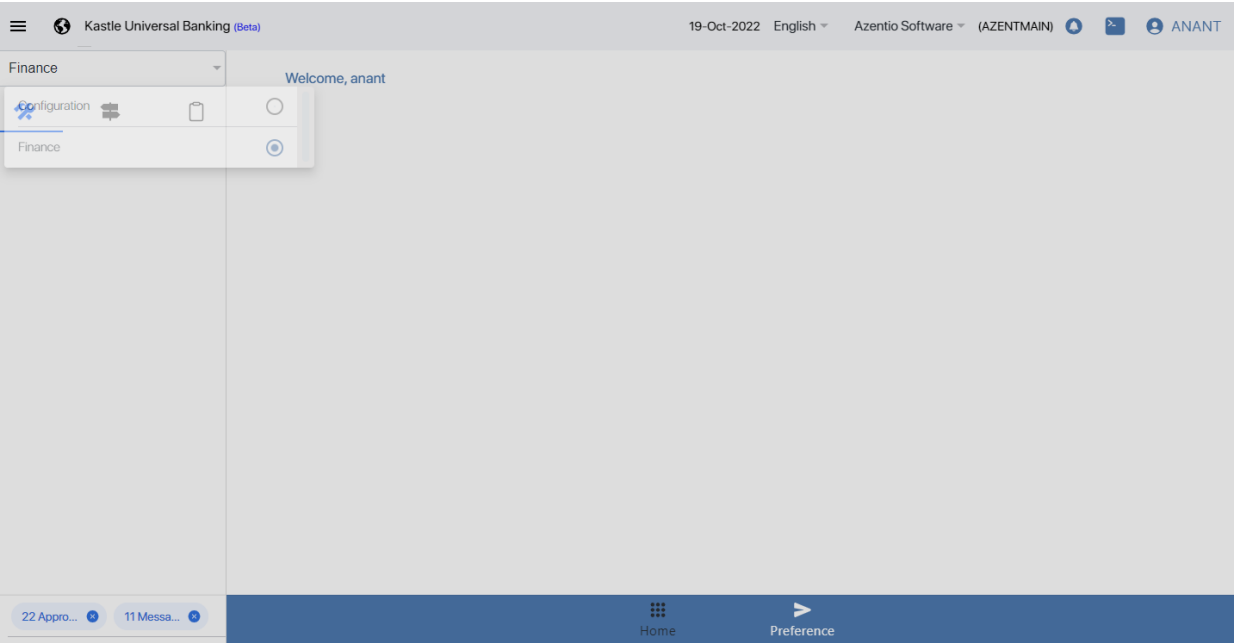 Kastle Universal Banking (Beta) 19-Oct-2022 English Azentio Software (AZENTMAIN) ANANT
Finance
Welcome, anant
Configuration
Finance
22 Appro... 11 Messa...
Home Preference